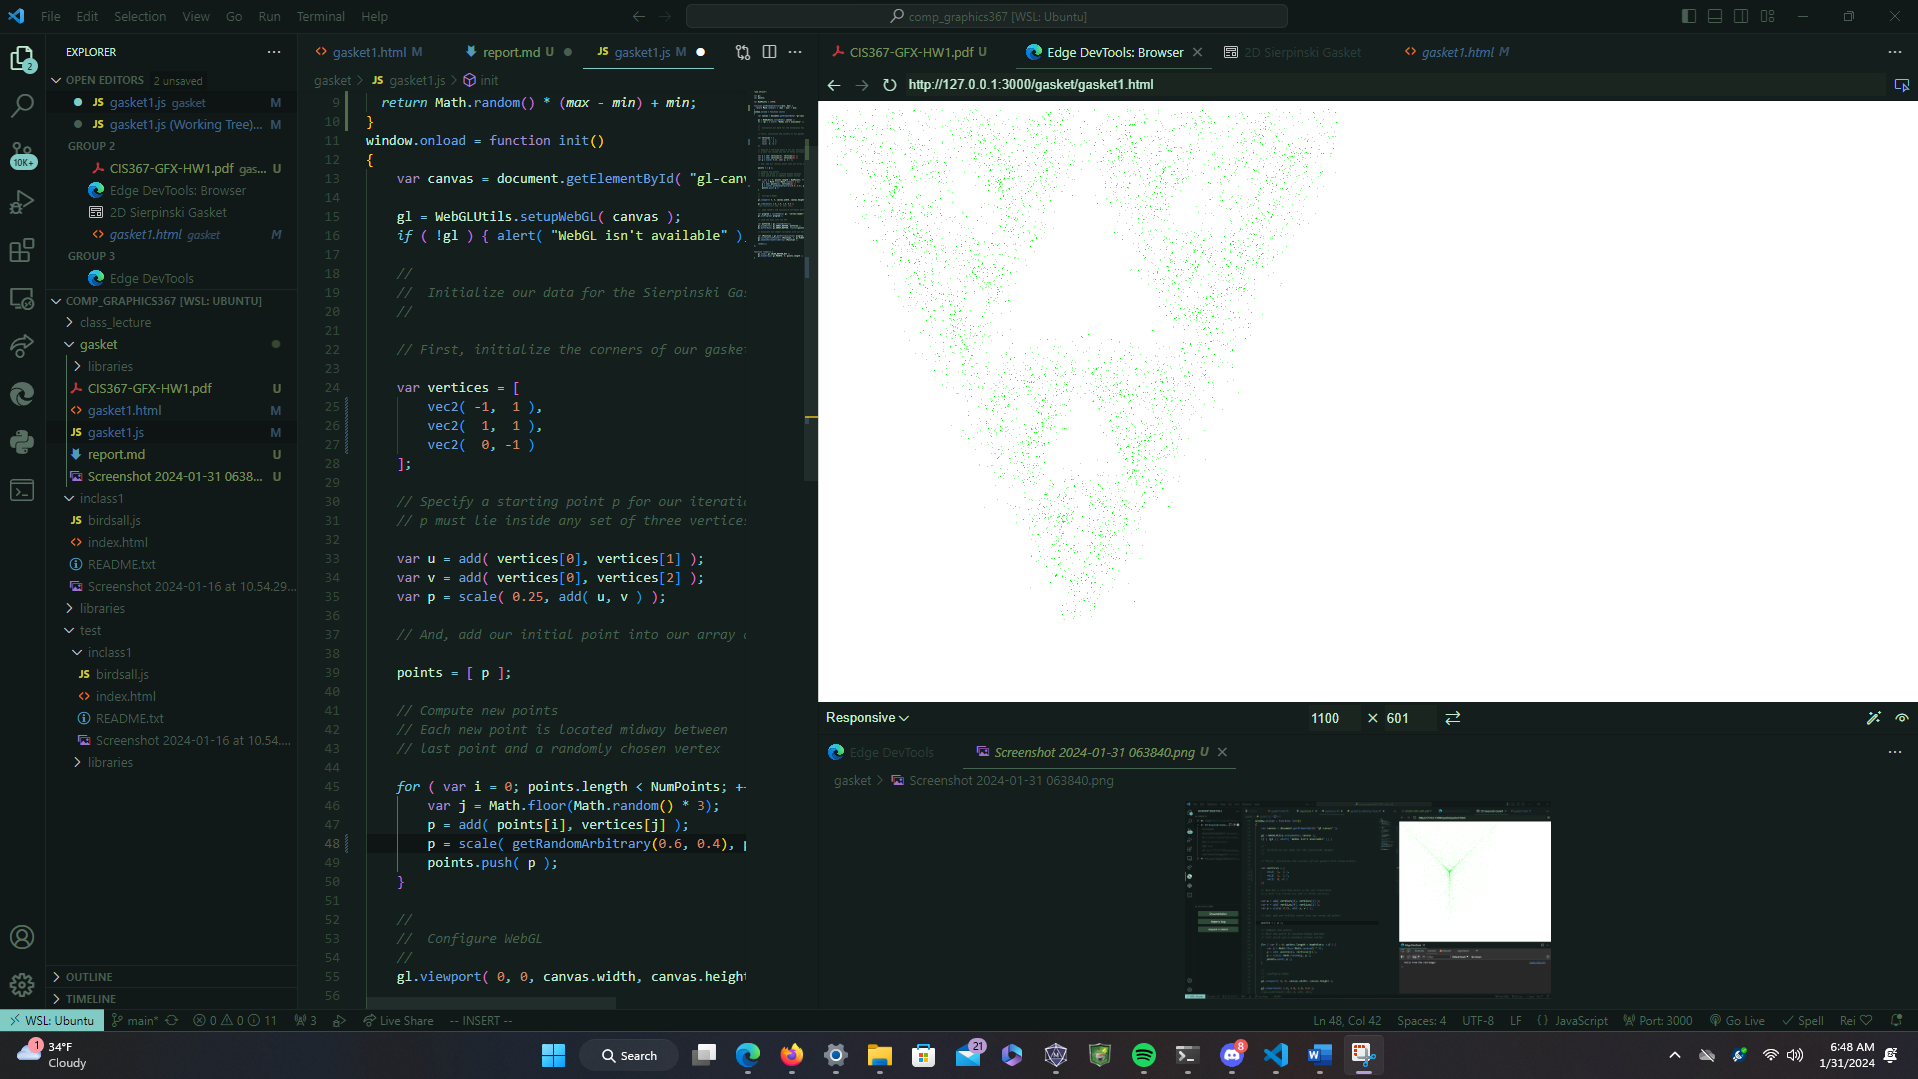 File Edit Selection View Go Run Terminal Help
comp_graphics367 [WSL: Ubuntu]
EXPLORER
OPEN EDITORS 2 unsaved
gasket1.js gasket M
gasket1.js (Working Tree)... M
GROUP 2
CIS367-GFX-HW1.pdf gas... U
Edge DevTools: Browser
2D Sierpinski Gasket
gasket1.html gasket M
GROUP 3
Edge DevTools
COMP_GRAPHICS367 [WSL: UBUNTU]
class_lecture
gasket
libraries
CIS367-GFX-HW1.pdf U
gasket1.html M
gasket1.js M
report.md U
Screenshot 2024-01-31 0638... U
inclass1
birdsall.js
index.html
README.txt
Screenshot 2024-01-16 at 10.54.29...
libraries
test
inclass1
birdsall.js
index.html
README.txt
Screenshot 2024-01-16 at 10.54....
libraries
OUTLINE
TIMELINE
2
10K+
gasket1.html M report.md U gasket1.js M
gasket > JS gasket1.js > init
9 return Math.random() * (max - min) + min;
10 }
11 window.onload = function init()
12 {
13 var canvas = document.getElementById( "gl-canv
14
15 gl = WebGLUtils.setupWebGL( canvas );
16 if ( !gl ) { alert( "WebGL isn't available" )
17
18 //
19 // Initialize our data for the Sierpinski Gas
20 //
21
22 // First, initialize the corners of our gasket
23
24 var vertices = [
25 vec2( -1, 1 ),
26 vec2( 1, 1 ),
27 vec2( 0, -1 )
28 ];
29
30 // Specify a starting point p for our iteratio
31 // p must lie inside any set of three vertices
32
33 var u = add( vertices[0], vertices[1] );
34 var v = add( vertices[0], vertices[2] );
35 var p = scale( 0.25, add( u, v ) );
36
37 // And, add our initial point into our array o
38
39 points = [ p ];
40
41 // Compute new points
42 // Each new point is located midway between
43 // last point and a randomly chosen vertex
44
45 for ( var i = 0; points.length < NumPoints; ++
46 var j = Math.floor(Math.random() * 3);
47 p = add( points[i], vertices[j] );
48 p = scale( getRandomArbitrary(0.6, 0.4), p
49 points.push( p );
50 }
51
52 //
53 // Configure WebGL
54 //
55 gl.viewport( 0, 0, canvas.width, canvas.height
56
CIS367-GFX-HW1.pdf U Edge DevTools: Browser 2D Sierpinski Gasket gasket1.html M
http://127.0.0.1:3000/gasket/gasket1.html
Responsive 1100 × 601
Edge DevTools Screenshot 2024-01-31 063840.png U
gasket > Screenshot 2024-01-31 063840.png
WSL: Ubuntu main* 0 0 11 3 Live Share -- INSERT -- Ln 48, Col 42 Spaces: 4 UTF-8 LF {} JavaScript Port: 3000 Go Live Spell Rei
1 34°F
Cloudy
Search
21
8
6:48 AM
1/31/2024